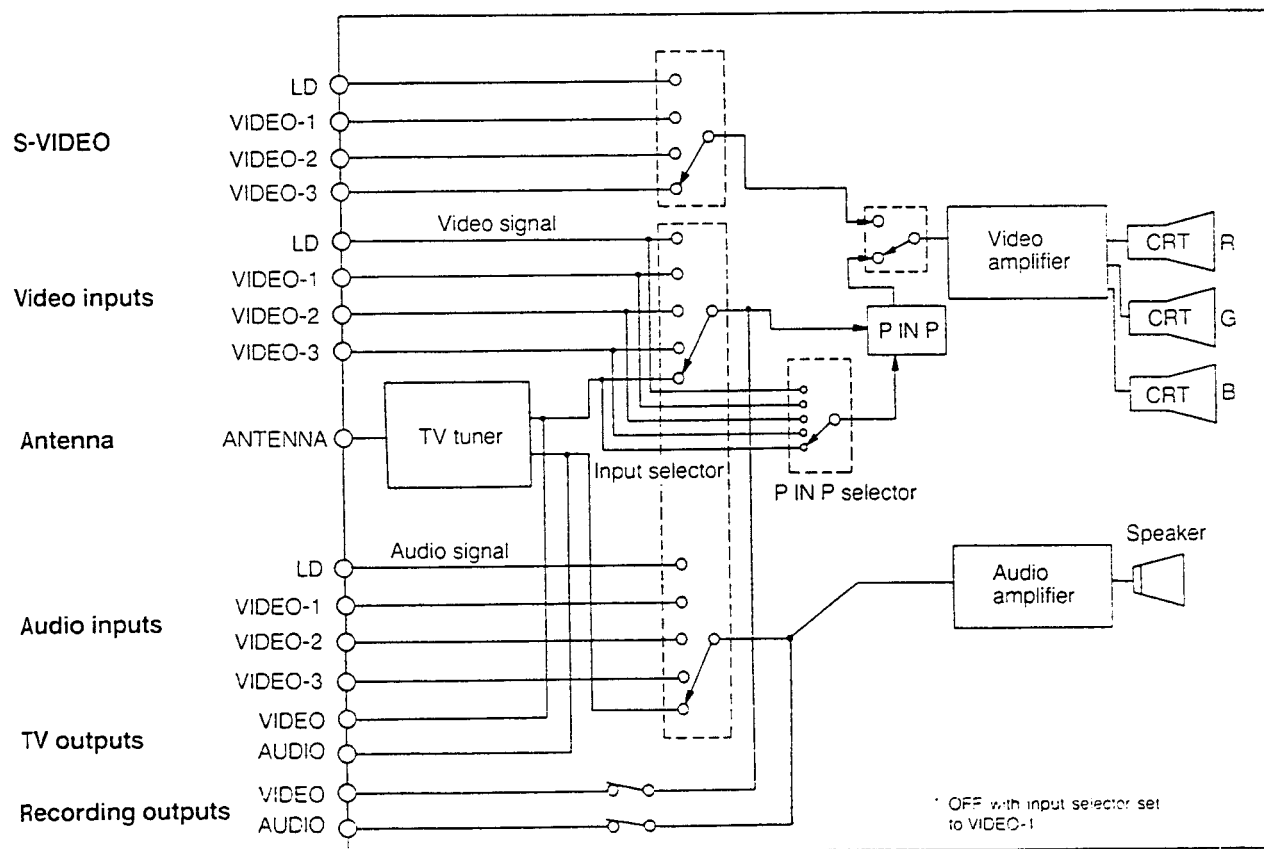 S-VIDEO
LD
VIDEO-1
VIDEO-2
VIDEO-3
Video inputs
LD
Video signal
VIDEO-1
VIDEO-2
VIDEO-3
Antenna
ANTENNA
TV tuner
Input selector
P IN P selector
P IN P
Video
amplifier
CRT R
CRT G
CRT B
Audio inputs
LD
Audio signal
VIDEO-1
VIDEO-2
VIDEO-3
Audio
amplifier
Speaker
TV outputs
VIDEO
AUDIO
Recording outputs
VIDEO
AUDIO
* OFF with input selector set
to VIDEO-1